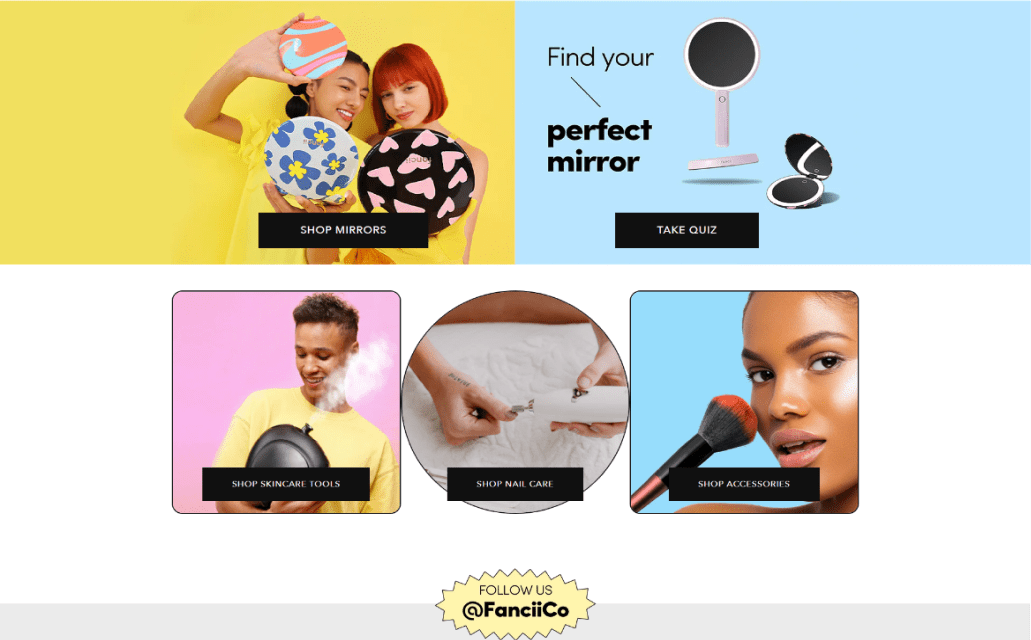 fancii
SHOP MIRRORS
Find your
perfect
mirror
TAKE QUIZ
SHOP SKINCARE TOOLS
SHOP NAIL CARE
SHOP ACCESSORIES
FOLLOW US
@FanciiCo